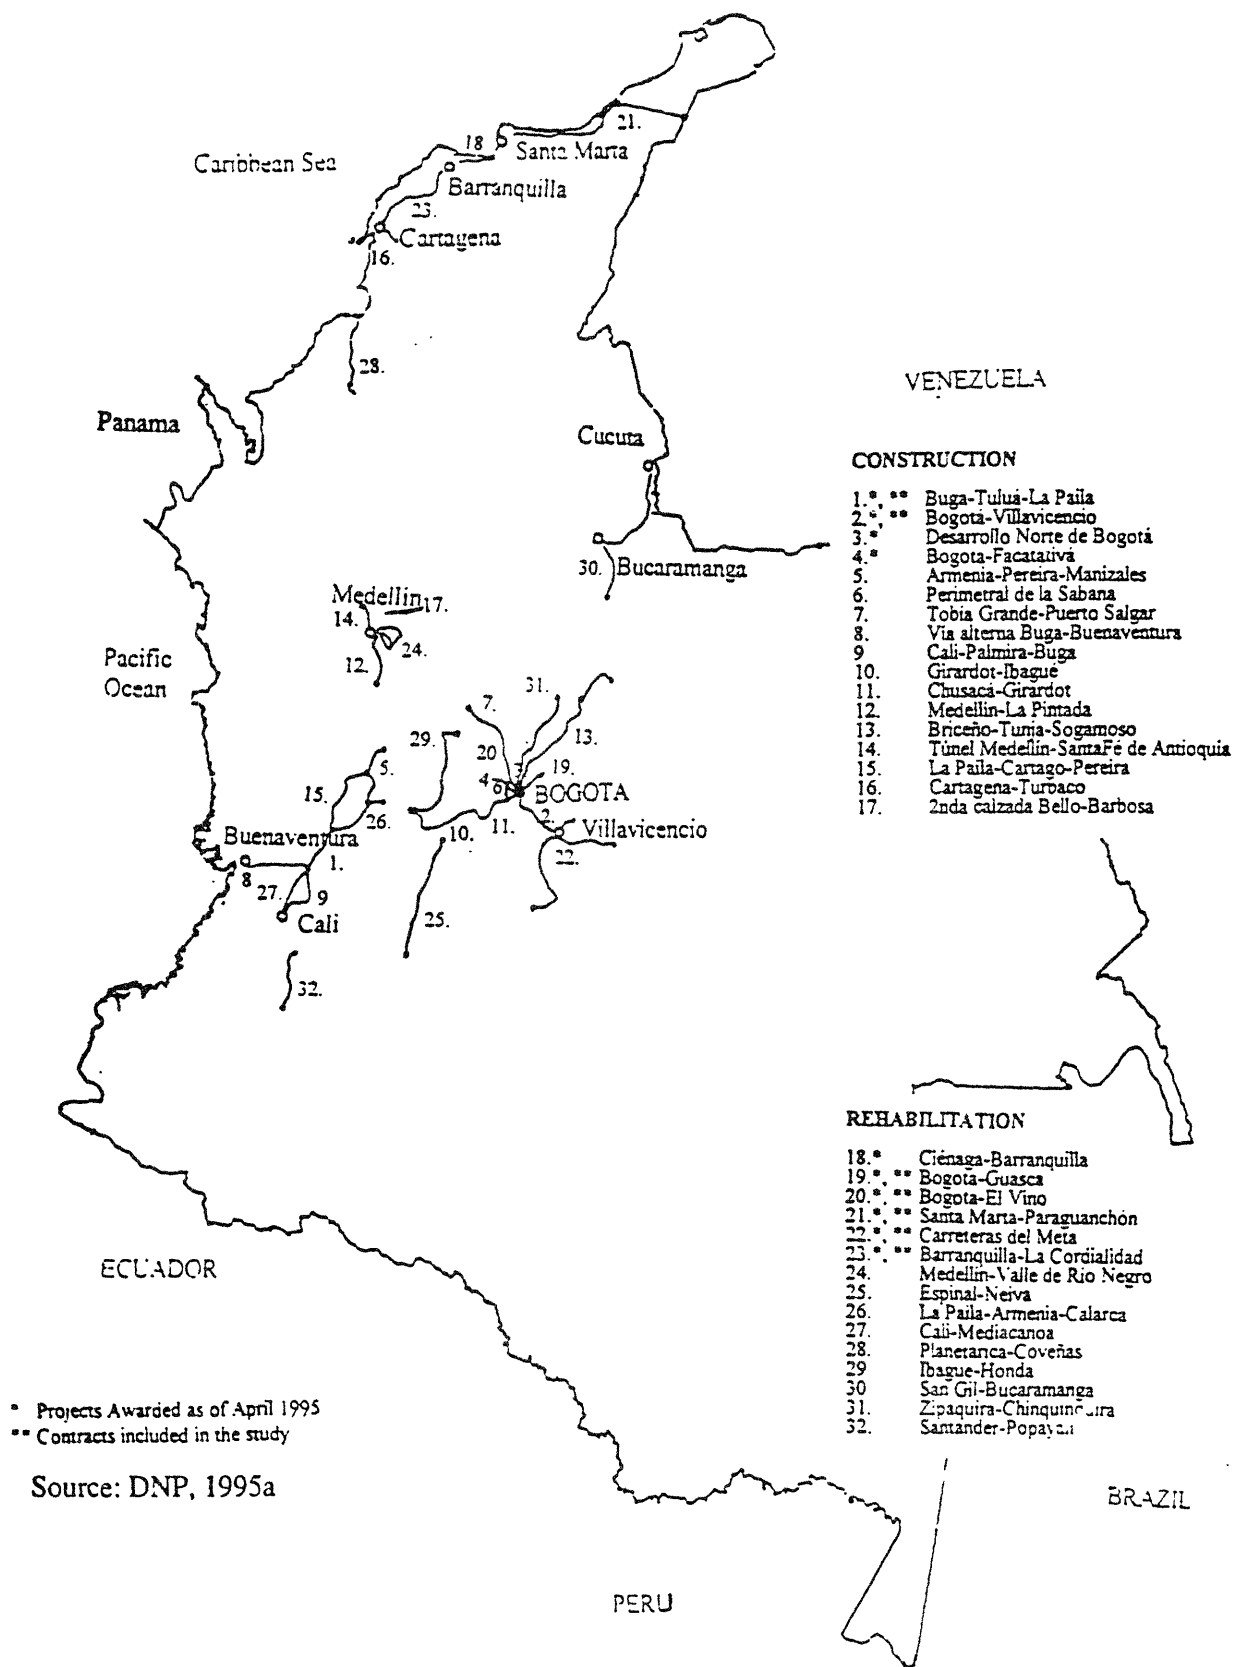 21.
18
Santa Marta
Caribbean Sea
Barranquilla
23.
Cartagena
16.
28.
VENEZUELA
Panama
Cucuta
CONSTRUCTION
1.*, ** Buga-Tuluá-La Paila
2.*, ** Bogotá-Villavicencio
3.* Desarrollo Norte de Bogotá
4.* Bogota-Facatativá
5. Armenia-Pereira-Manizales
6. Perimetral de la Sabana
7. Tobia Grande-Puerto Salgar
8. Via alterna Buga-Buenaventura
9 Cali-Palmira-Buga
10. Girardot-Ibagué
11. Chusacá-Girardot
12. Medellin-La Pintada
13. Briceño-Tunja-Sogamoso
14. Túnel Medellín-SantaFé de Antioquia
15. La Paila-Cartago-Pereira
16. Cartagena-Turbaco
17. 2nda calzada Bello-Barbosa
30. Bucaramanga
Medellin 17.
14.
24.
12.
Pacific
Ocean
31.
7.
29.
13.
20
3
19.
5.
4
6
BOGOTA
15.
26.
10.
11.
2.
Villavicencio
Buenaventura
22.
1.
8
27.
9
25.
Cali
32.
REHABILITATION
18.* Ciénaga-Barranquilla
19.*, ** Bogotá-Guasca
20.*, ** Bogota-El Vino
21.*, ** Santa Marta-Paraguanchón
22.*, ** Carreteras del Meta
23.*, ** Barranquilla-La Cordialidad
24. Medellín-Valle de Rio Negro
25. Espinal-Neiva
26. La Paila-Armenia-Calarca
27. Cali-Mediacanoa
28. Planetarica-Coveñas
29 Ibague-Honda
30 San Gil-Bucaramanga
31.
32. Santander-Popayan
ECUADOR
* Projects Awarded as of April 1995
** Contracts included in the study
Source: DNP, 1995a
BRAZIL
PERU